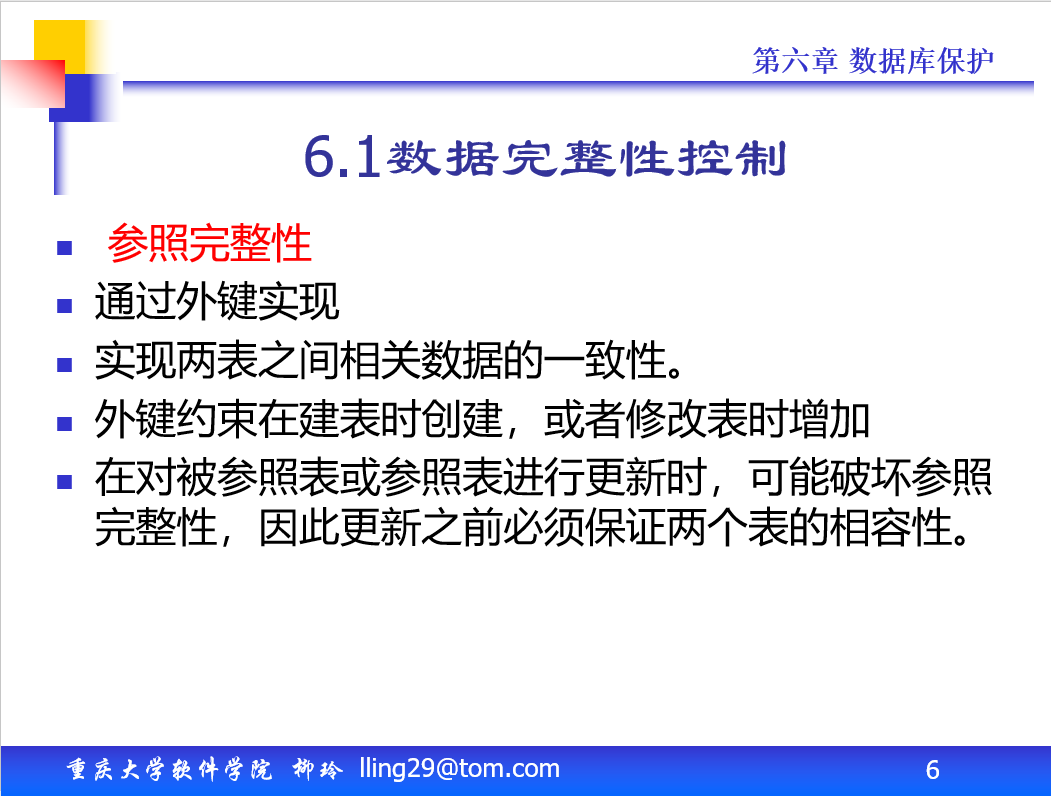 第六章 数据库保护
6.1数据完整性控制
参照完整性
通过外键实现
实现两表之间相关数据的一致性。
外键约束在建表时创建，或者修改表时增加
在对被参照表或参照表进行更新时，可能破坏参照
完整性，因此更新之前必须保证两个表的相容性。
重庆大学软件学院 柳玲 lling29@tom.com
6